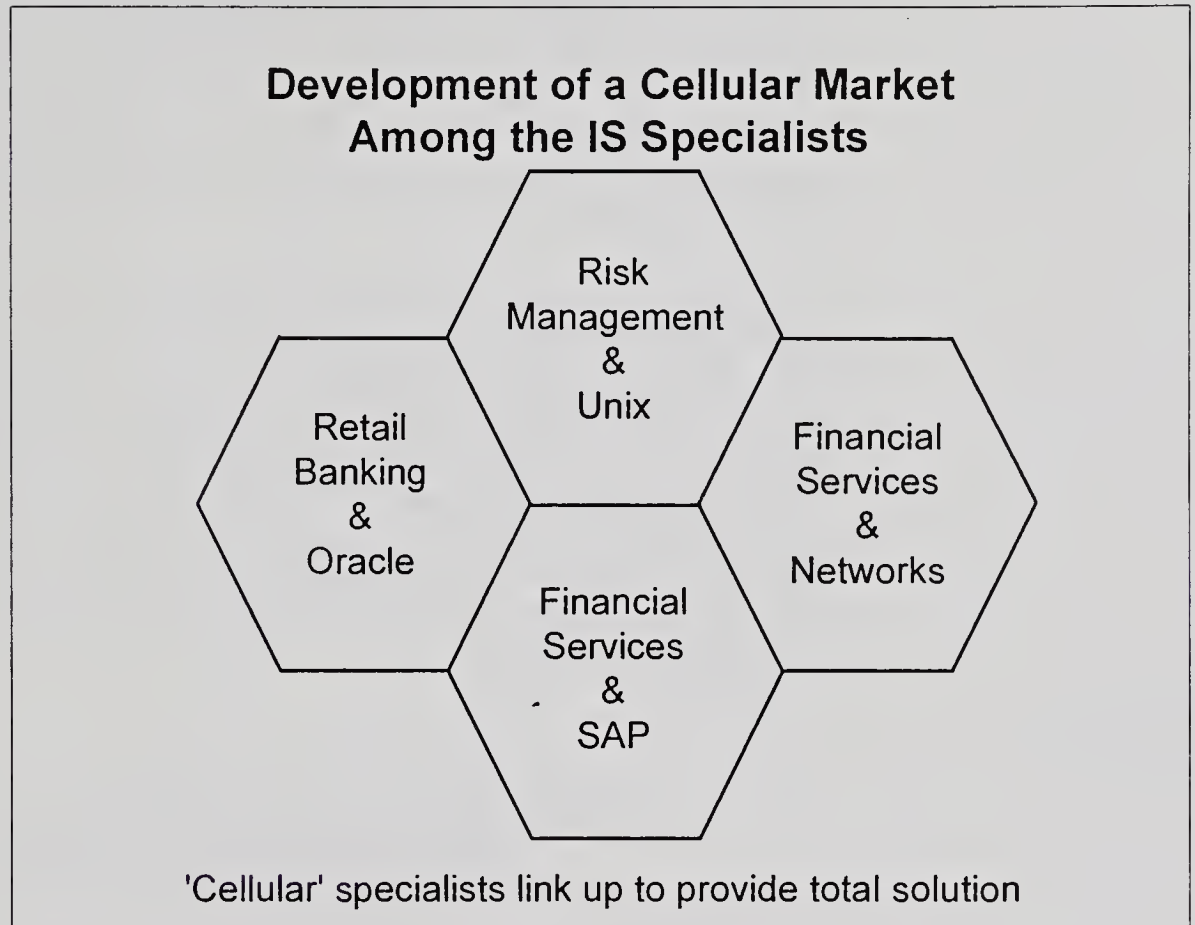 Development of a Cellular Market
Among the IS Specialists
Risk
Management
&
Unix
Retail
Banking
&
Oracle
Financial
Services
&
Networks
Financial
Services
&
SAP
'Cellular' specialists link up to provide total solution